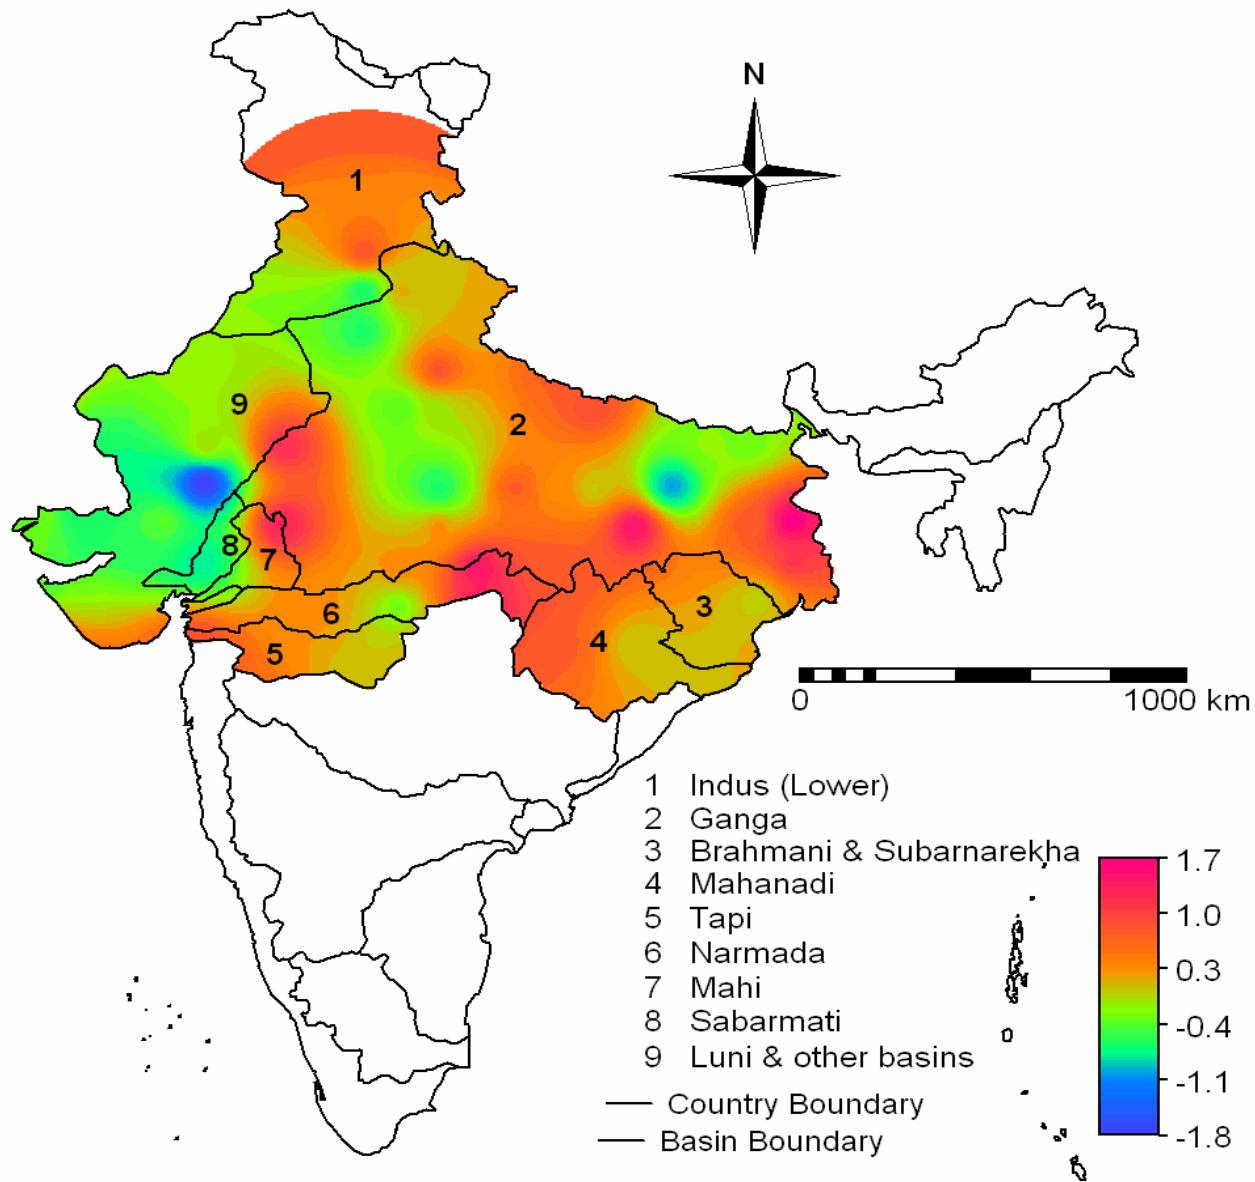 N
1
9
2
8
7
6
3
5
4
0 1000 km
1 Indus (Lower)
2 Ganga
3 Brahmani & Subarnarekha
4 Mahanadi
5 Tapi
6 Narmada
7 Mahi
8 Sabarmati
9 Luni & other basins
Country Boundary
Basin Boundary
1.7
1.0
0.3
-0.4
-1.1
-1.8